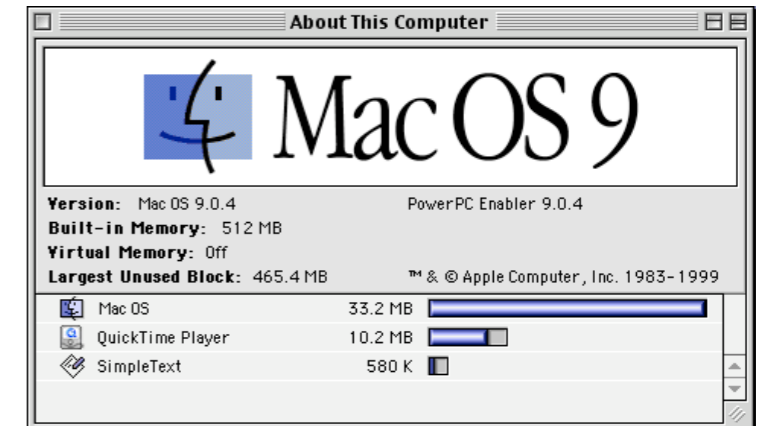 About This Computer
Mac OS 9
Version: Mac OS 9.0.4 PowerPC Enabler 9.0.4
Built-in Memory: 512 MB
Virtual Memory: Off
Largest Unused Block: 465.4 MB ™ & © Apple Computer, Inc. 1983-1999
Mac OS 33.2 MB
QuickTime Player 10.2 MB
SimpleText 580 K